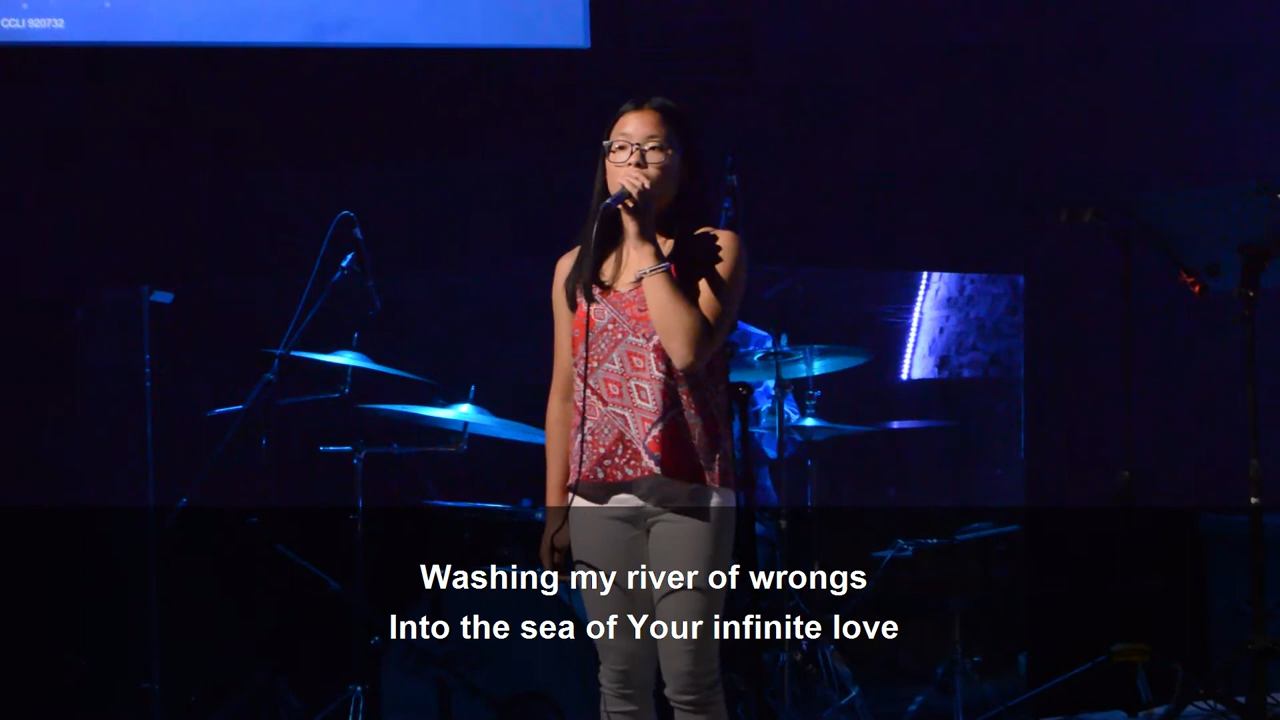 CCLI 920732
Washing my river of wrongs
Into the sea of Your infinite love